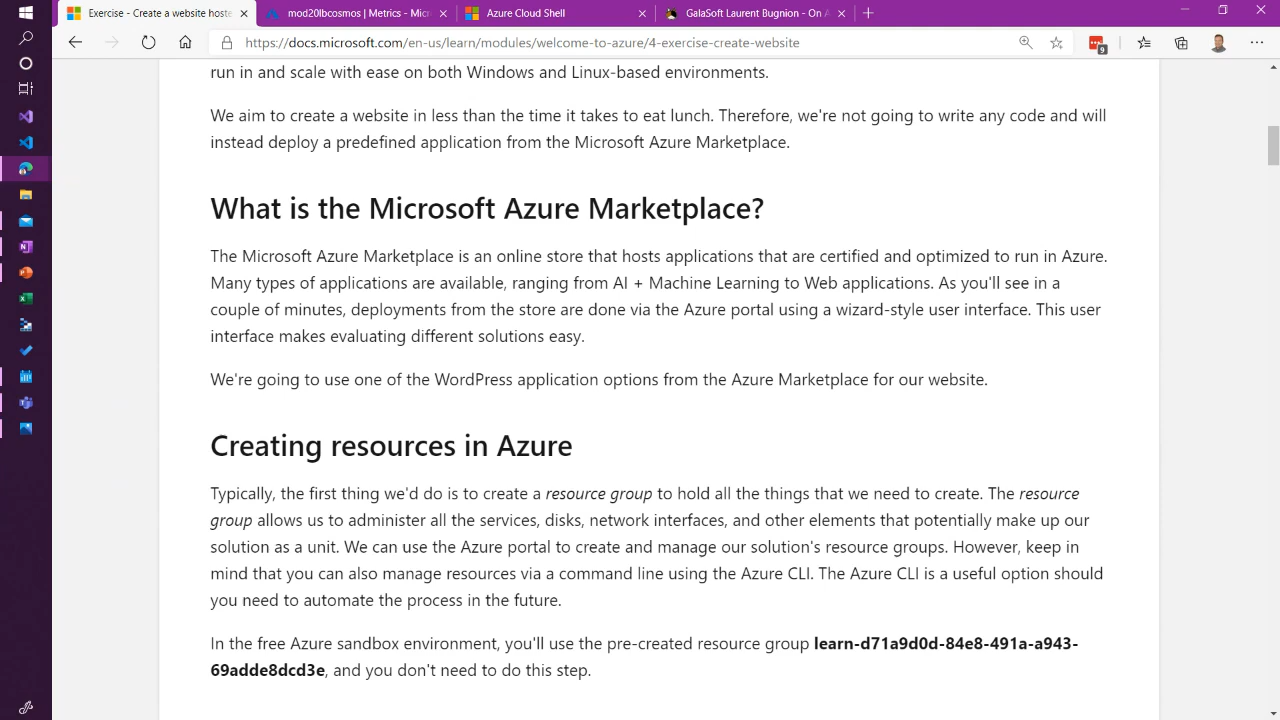 Exercise - Create a website hoste
mod20lbcosmos | Metrics - Micr
Azure Cloud Shell
GalaSoft Laurent Bugnion - On A
https://docs.microsoft.com/en-us/learn/modules/welcome-to-azure/4-exercise-create-website
9
run in and scale with ease on both Windows and Linux-based environments.
We aim to create a website in less than the time it takes to eat lunch. Therefore, we're not going to write any code and will
instead deploy a predefined application from the Microsoft Azure Marketplace.
What is the Microsoft Azure Marketplace?
The Microsoft Azure Marketplace is an online store that hosts applications that are certified and optimized to run in Azure.
Many types of applications are available, ranging from AI + Machine Learning to Web applications. As you'll see in a
couple of minutes, deployments from the store are done via the Azure portal using a wizard-style user interface. This user
interface makes evaluating different solutions easy.
We're going to use one of the WordPress application options from the Azure Marketplace for our website.
Creating resources in Azure
Typically, the first thing we'd do is to create a resource group to hold all the things that we need to create. The resource
group allows us to administer all the services, disks, network interfaces, and other elements that potentially make up our
solution as a unit. We can use the Azure portal to create and manage our solution's resource groups. However, keep in
mind that you can also manage resources via a command line using the Azure CLI. The Azure CLI is a useful option should
you need to automate the process in the future.
In the free Azure sandbox environment, you'll use the pre-created resource group learn-d71a9d0d-84e8-491a-a943-
69adde8dcd3e, and you don't need to do this step.